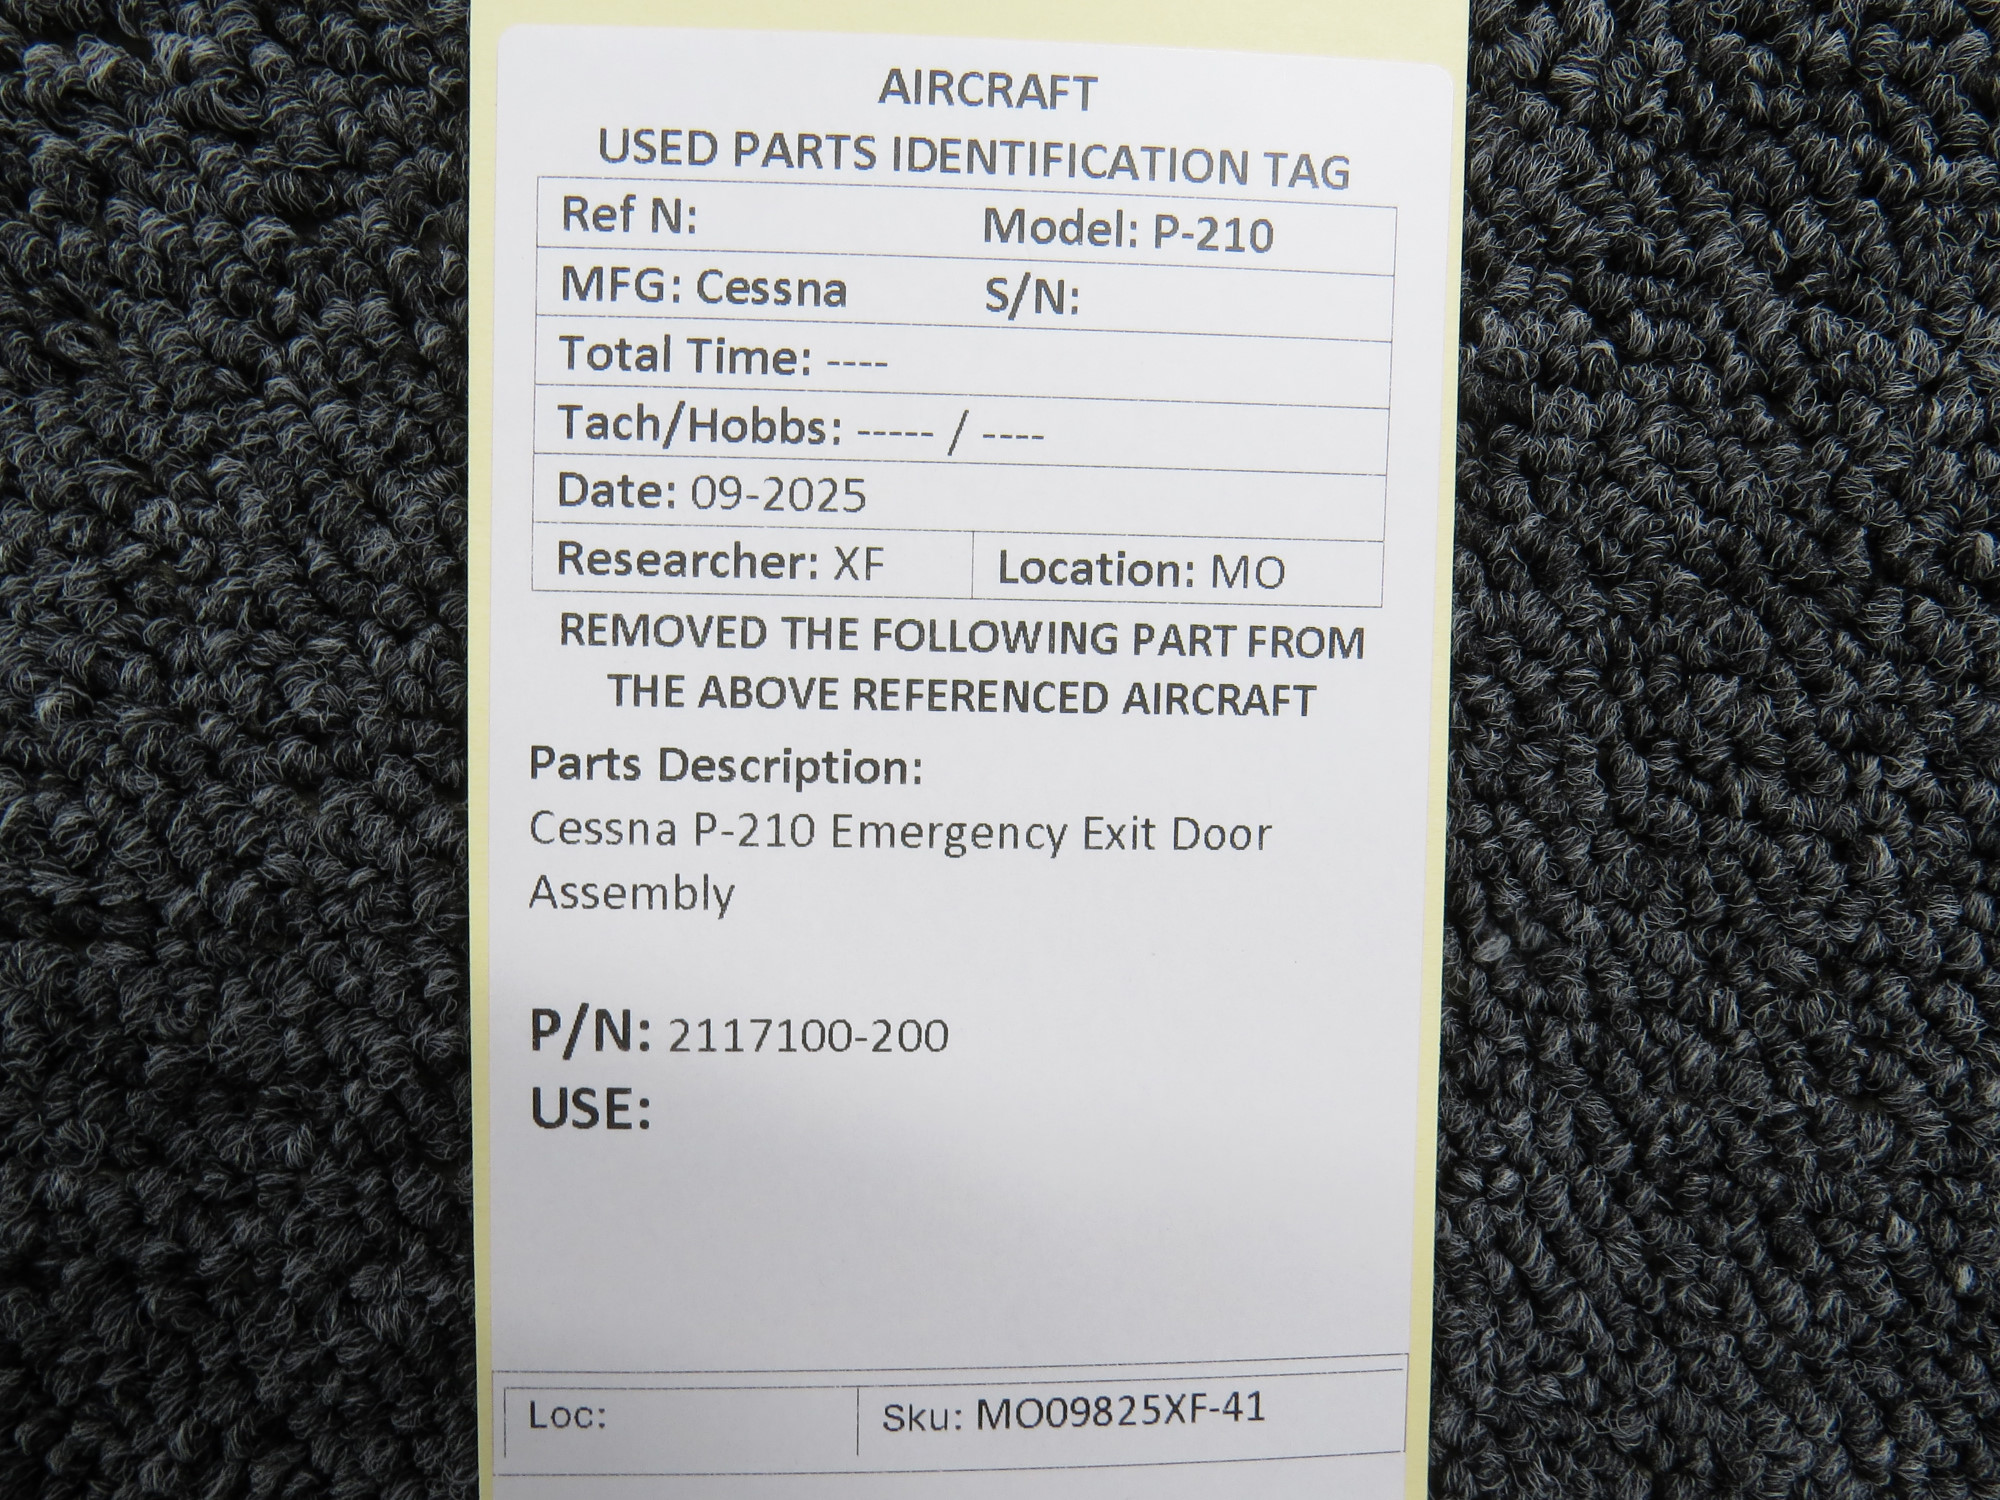 AIRCRAFT
USED PARTS IDENTIFICATION TAG
Ref N: Model: P-210
MFG: Cessna S/N:
Total Time: ----
Tach/Hobbs: ----- / ----
Date: 09-2025
Researcher: XF Location: MO
REMOVED THE FOLLOWING PART FROM
THE ABOVE REFERENCED AIRCRAFT
Parts Description:
Cessna P-210 Emergency Exit Door
Assembly
P/N: 2117100-200
USE:
Loc: Sku: MO09825XF-41